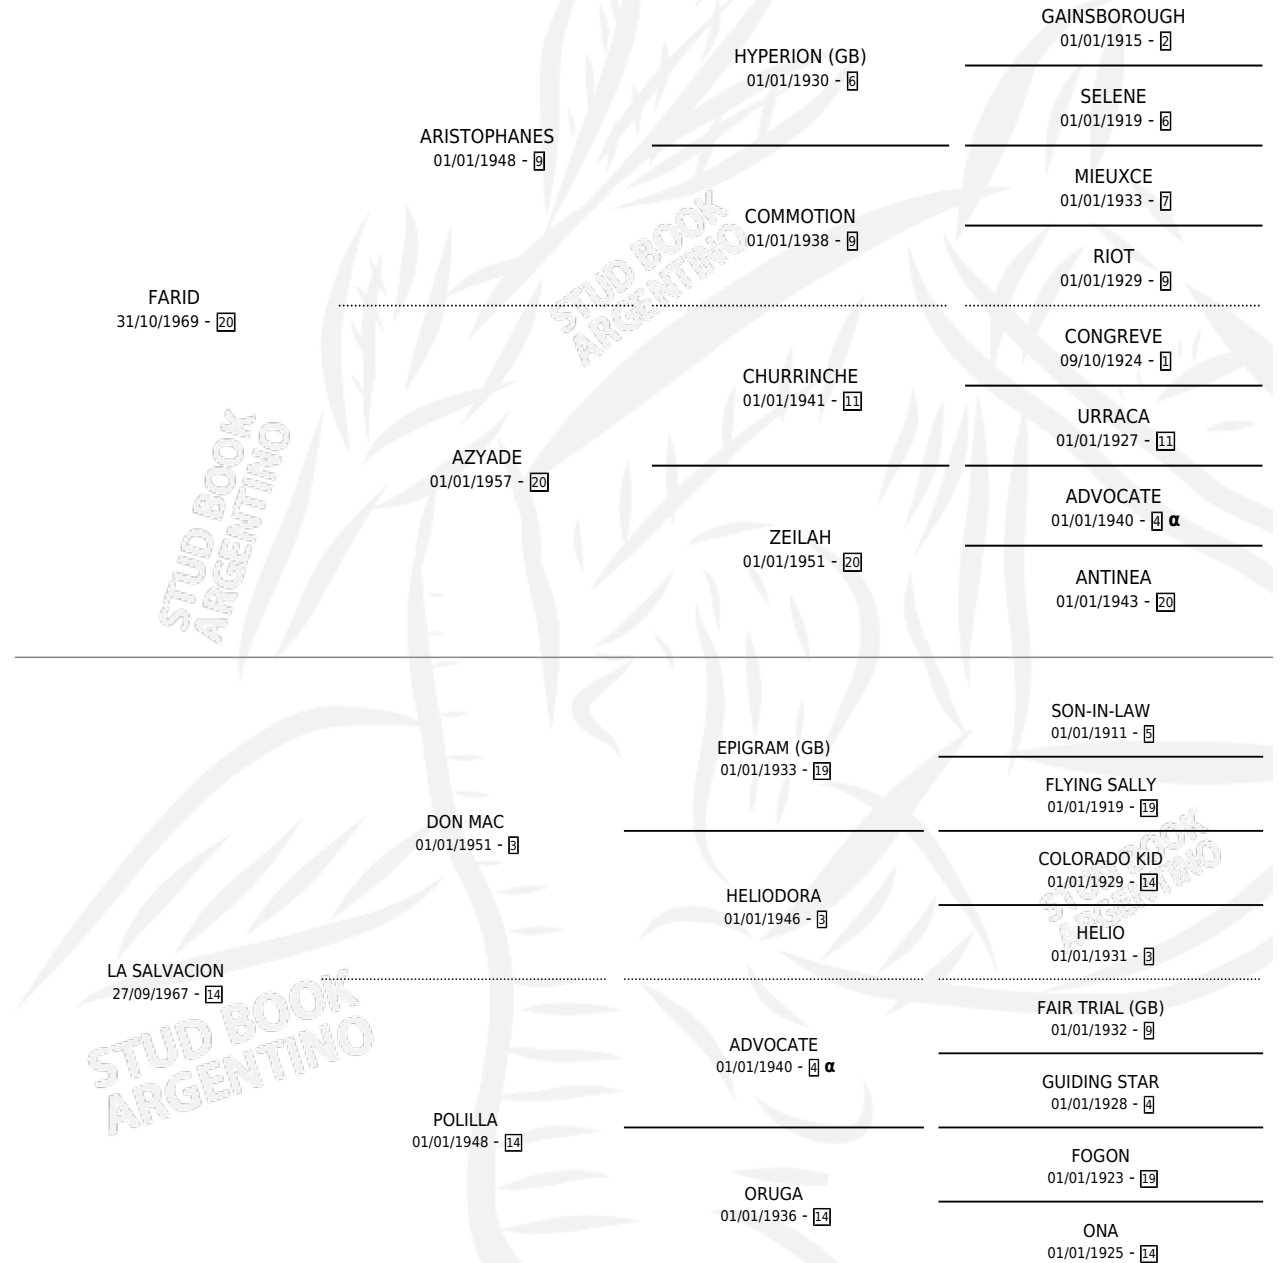 GAINSBOROUGH
01/01/1915 - 2
HYPERION (GB)
01/01/1930 - 6
SELENE
01/01/1919 - 6
ARISTOPHANES
01/01/1948 - 9
MIEUXCE
01/01/1933 - 7
COMMOTION
01/01/1938 - 9
RIOT
01/01/1929 - 9
FARID
31/10/1969 - 20
CONGREVE
09/10/1924 - 1
CHURRINCHE
01/01/1941 - 11
URRACA
01/01/1927 - 11
AZYADE
01/01/1957 - 20
ADVOCATE
01/01/1940 - 4 α
ZEILAH
01/01/1951 - 20
ANTINEA
01/01/1943 - 20
STUD BOOK
ARGENTINO
STUD BOOK
ARGENTINO
SON-IN-LAW
01/01/1911 - 5
EPIGRAM (GB)
01/01/1933 - 19
FLYING SALLY
01/01/1919 - 19
DON MAC
01/01/1951 - 3
COLORADO KID
01/01/1929 - 14
HELIODORA
01/01/1946 - 3
HELIO
01/01/1931 - 3
LA SALVACION
27/09/1967 - 14
FAIR TRIAL (GB)
01/01/1932 - 9
ADVOCATE
01/01/1940 - 4 α
GUIDING STAR
01/01/1928 - 4
POLILLA
01/01/1948 - 14
FOGON
01/01/1923 - 19
ORUGA
01/01/1936 - 14
ONA
01/01/1925 - 14
STUD BOOK
ARGENTINO
STUD BOOK
ARGENTINO